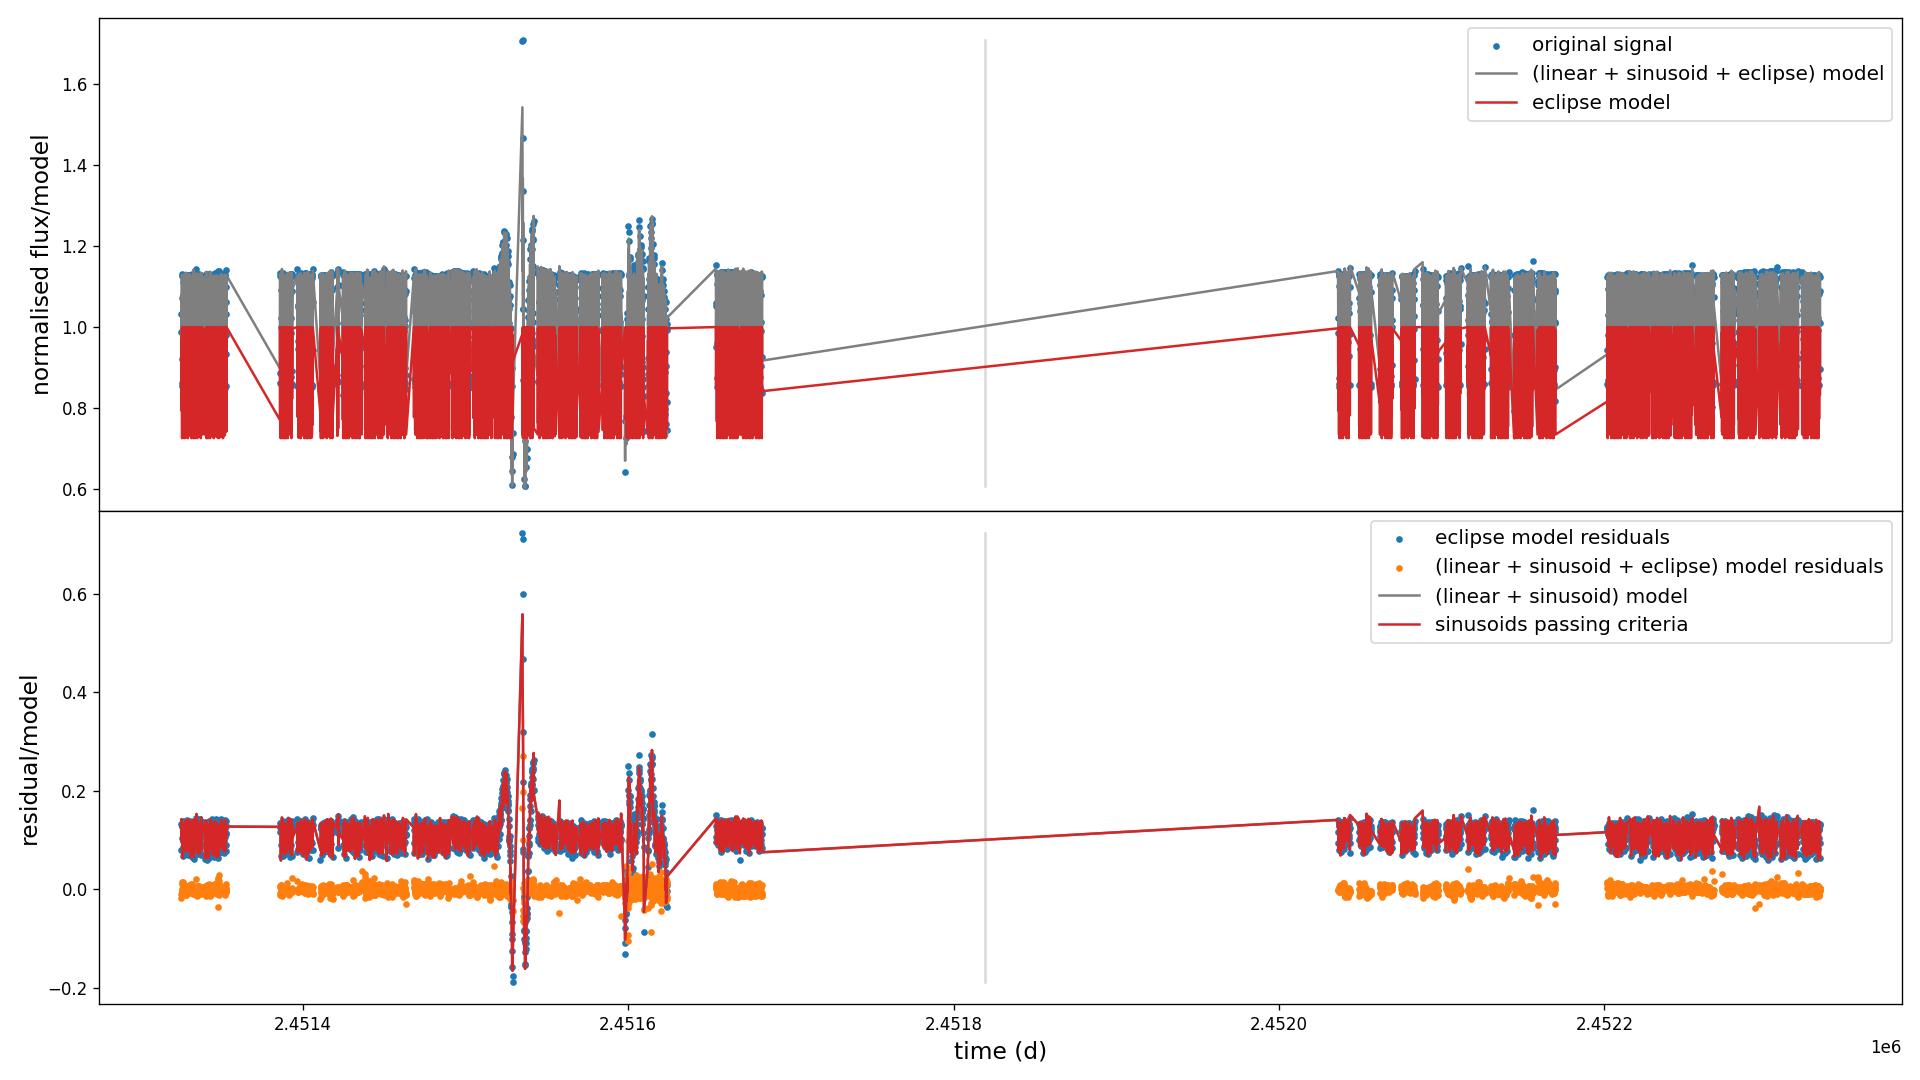 original signal
(linear + sinusoid + eclipse) model
eclipse model
normalised flux/model
1.6
1.4
1.2
1.0
0.8
0.6
eclipse model residuals
(linear + sinusoid + eclipse) model residuals
(linear + sinusoid) model
sinusoids passing criteria
residual/model
0.6
0.4
0.2
0.0
−0.2
2.4514 2.4516 2.4518 2.4520 2.4522
1e6
time (d)